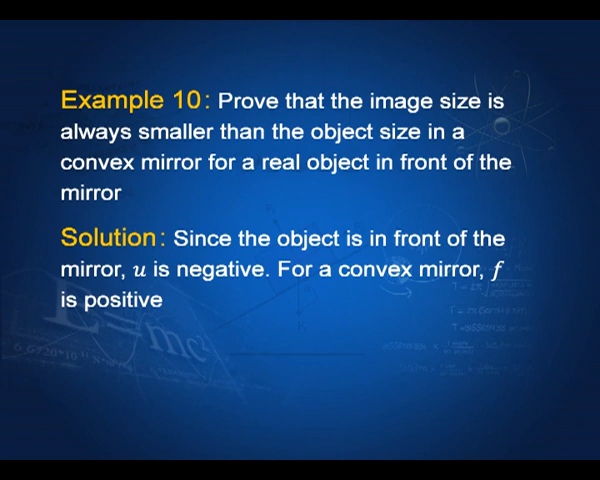 Example 10: Prove that the image size is
always smaller than the object size in a
convex mirror for a real object in front of the
mirror
Solution: Since the object is in front of the
mirror, u is negative. For a convex mirror, f
is positive
E=mc²